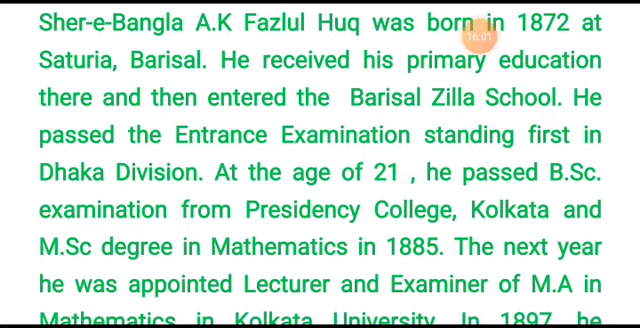 Sher-e-Bangla A.K Fazlul Huq was born in 1872 at
Saturia, Barisal. He received his primary education
there and then entered the Barisal Zilla School. He
passed the Entrance Examination standing first in
Dhaka Division. At the age of 21 , he passed B.Sc.
examination from Presidency College, Kolkata and
M.Sc degree in Mathematics in 1885. The next year
he was appointed Lecturer and Examiner of M.A in
Mathematics in Kolkata University. In 1897, he
16:01